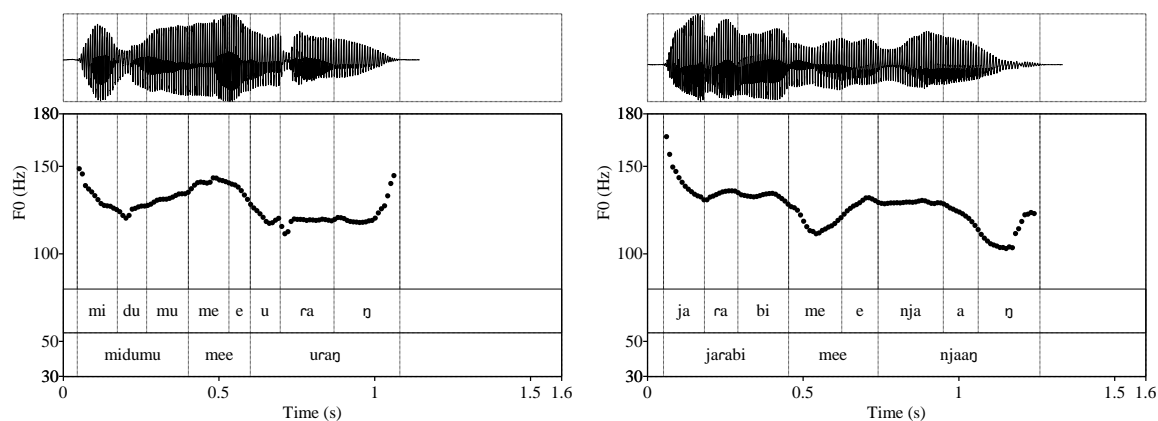 180
150
F0 (Hz)
100
mi du mu me e u ɾa ŋ
50
midumu mee uɾaŋ
30
0 0.5 1 1.5 1.6
Time (s)
180
150
F0 (Hz)
100
ja ɾa bi me e nja a ŋ
50
jaɾabi mee njaaŋ
30
0 0.5 1 1.5 1.6
Time (s)